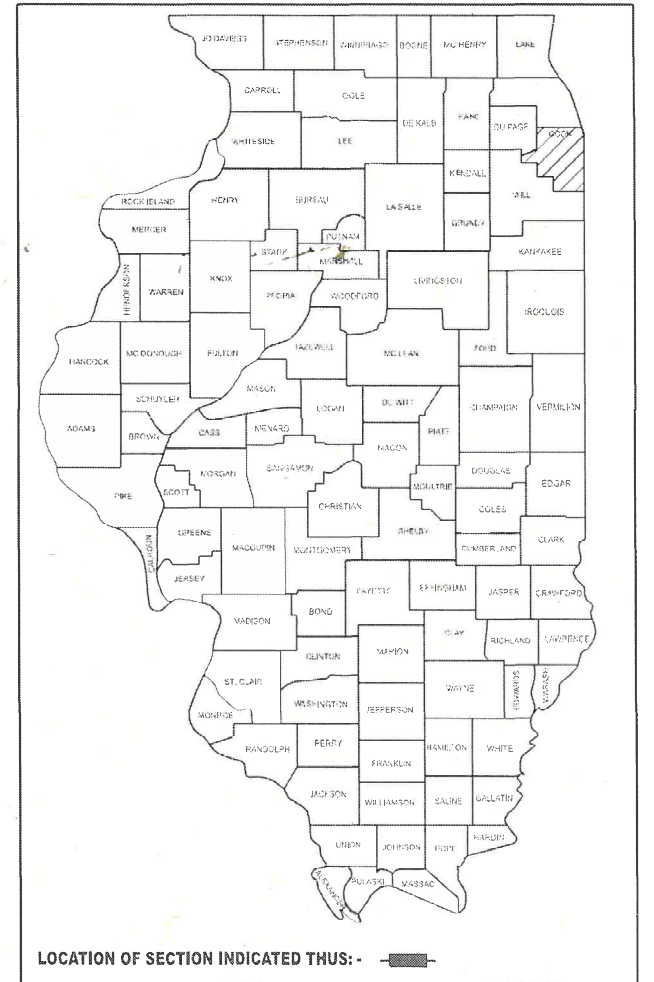 JO DAVIESS STEPHENSON WINNEBAGO BOONE MC HENRY LAKE
CARROLL OGLE
DE KALB KANE DU PAGE COOK
WHITESIDE LEE
KENDALL
ROCK ISLAND HENRY BUREAU LA SALLE WILL
MERCER GRUNDY
PUTNAM
STARK MARSHALL KANKAKEE
HENDERSON WARREN KNOX PEORIA WOODFORD LIVINGSTON IROQUOIS
HANCOCK MC DONOUGH FULTON TAZEWELL MC LEAN FORD
MASON
SCHUYLER LOGAN DE WITT CHAMPAIGN VERMILION
ADAMS BROWN CASS MENARD PIATT
MACON
PIKE SCOTT MORGAN SANGAMON MOULTRIE DOUGLAS EDGAR
CHRISTIAN COLES
CALHOUN GREENE MACOUPIN MONTGOMERY SHELBY CUMBERLAND CLARK
JERSEY FAYETTE EFFINGHAM JASPER CRAWFORD
MADISON BOND
CLAY RICHLAND LAWRENCE
CLINTON MARION
ST. CLAIR WAYNE EDWARDS WABASH
MONROE WASHINGTON JEFFERSON
RANDOLPH PERRY HAMILTON WHITE
FRANKLIN
JACKSON WILLIAMSON SALINE GALLATIN
UNION JOHNSON POPE HARDIN
ALEXANDER PULASKI MASSAC
LOCATION OF SECTION INDICATED THUS: -